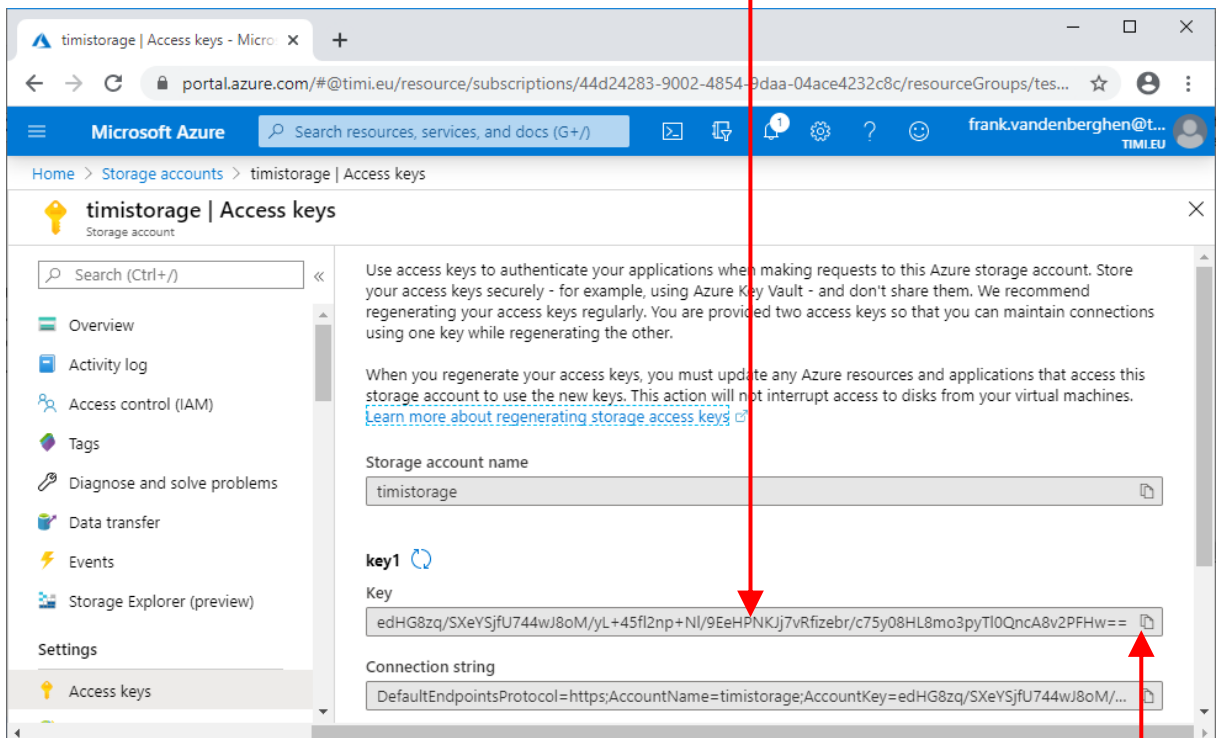 timistorage | Access keys - Micro
portal.azure.com/#@timi.eu/resource/subscriptions/44d24283-9002-4854-9daa-04ace4232c8c/resourceGroups/tes...
Microsoft Azure
Search resources, services, and docs (G+/)
1
frank.vandenberghen@t...
TIMI.EU
Home > Storage accounts > timistorage | Access keys
timistorage | Access keys
Storage account
Search (Ctrl+/)
«
Overview
Activity log
Access control (IAM)
Tags
Diagnose and solve problems
Data transfer
Events
Storage Explorer (preview)
Settings
Access keys
Use access keys to authenticate your applications when making requests to this Azure storage account. Store
your access keys securely - for example, using Azure Key Vault - and don't share them. We recommend
regenerating your access keys regularly. You are provided two access keys so that you can maintain connections
using one key while regenerating the other.
When you regenerate your access keys, you must update any Azure resources and applications that access this
storage account to use the new keys. This action will not interrupt access to disks from your virtual machines.
Learn more about regenerating storage access keys
Storage account name
timistorage
key1
Key
edHG8zq/SXeYSjfU744wJ8oM/yL+45fl2np+Nl/9EeHPNKJj7vRfizebr/c75y08HL8mo3pyTl0QncA8v2PFHw==
Connection string
DefaultEndpointsProtocol=https;AccountName=timistorage;AccountKey=edHG8zq/SXeYSjfU744wJ8oM/...